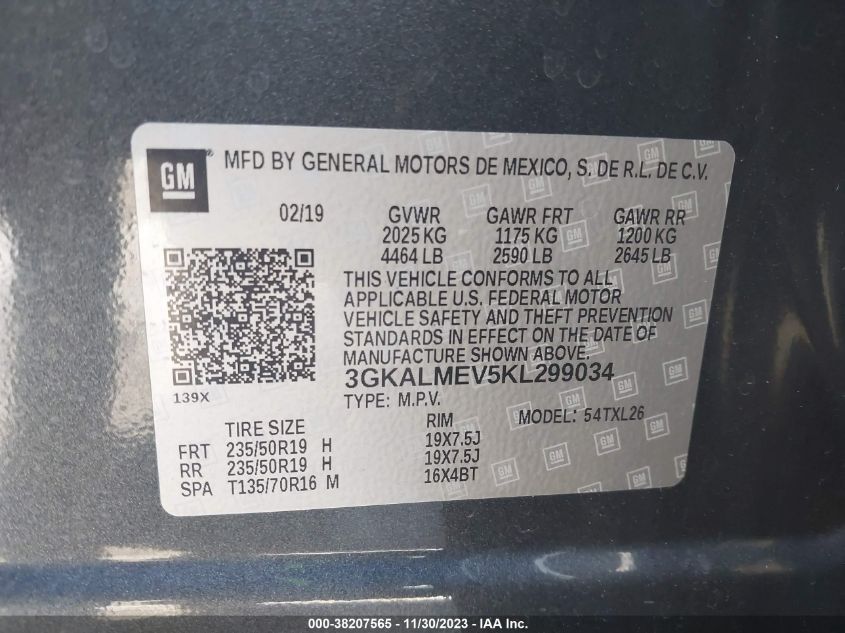 GM ® MFD BY GENERAL MOTORS DE MEXICO, S. DE R.L. DE C.V.
02/19 GVWR GAWR FRT GAWR RR
2025 KG 1175 KG 1200 KG
4464 LB 2590 LB 2645 LB
THIS VEHICLE CONFORMS TO ALL
APPLICABLE U.S. FEDERAL MOTOR
VEHICLE SAFETY AND THEFT PREVENTION
STANDARDS IN EFFECT ON THE DATE OF
MANUFACTURE SHOWN ABOVE.
3GKALMEV5KL299034
139X
TYPE: M.P.V. MODEL: 54TXL26
TIRE SIZE RIM
FRT 235/50R19 H 19X7.5J
RR 235/50R19 H 19X7.5J
SPA T135/70R16 M 16X4BT
000-38207565 - 11/30/2023 - IAA Inc.